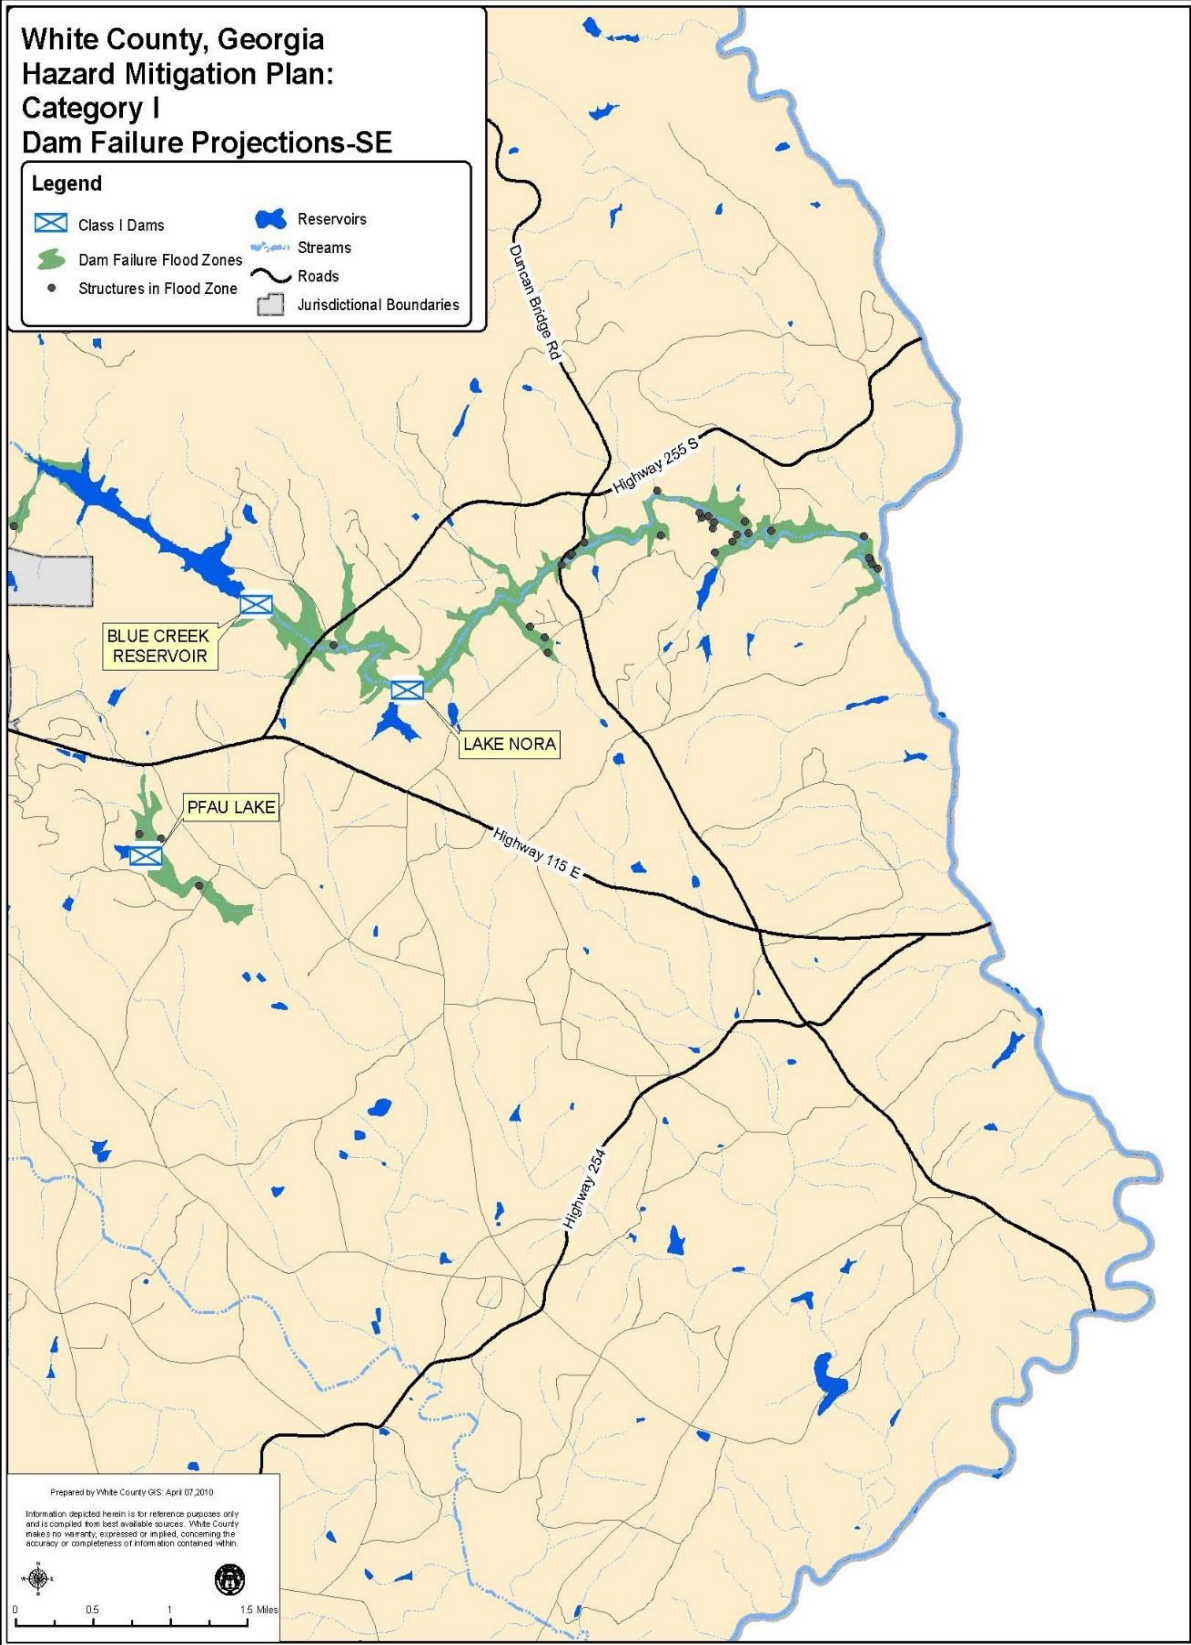 White County, Georgia
Hazard Mitigation Plan:
Category I
Dam Failure Projections-SE
Legend
Class I Dams
Dam Failure Flood Zones
Structures in Flood Zone
Reservoirs
Streams
Roads
Jurisdictional Boundaries
Duncan Bridge Rd
Highway 255 S
BLUE CREEK
RESERVOIR
LAKE NORA
PFAU LAKE
Highway 115 E
Highway 254
Prepared by White County GIS: April 07,2010
Information depicted herein is for reference purposes only
and is compiled from best available sources. White County
makes no warranty, expressed or implied, concerning the
accuracy or completeness of information contained within.
N
W
E
S
0 0.5 1 1.5 Miles